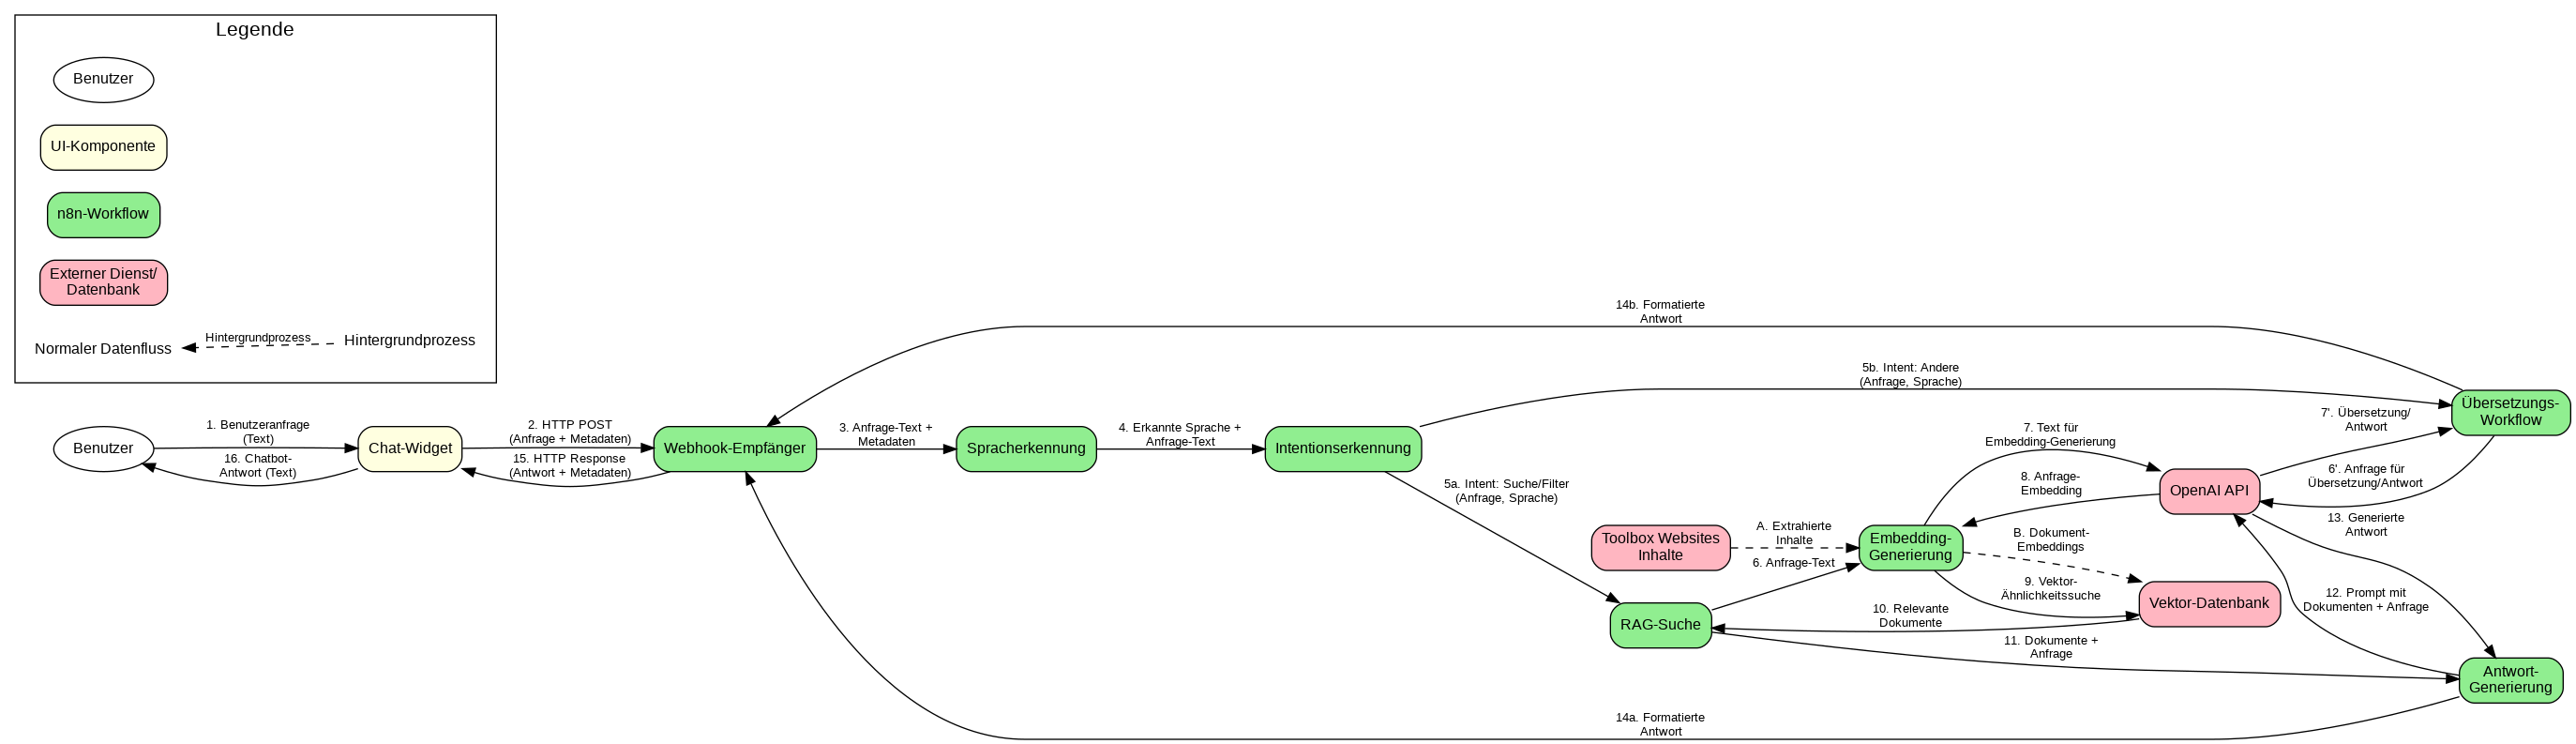 Legende
Benutzer
UI-Komponente
n8n-Workflow
Externer Dienst/
Datenbank
Normaler Datenfluss
Hintergrundprozess
Hintergrundprozess
Benutzer
1. Benutzeranfrage
(Text)
16. Chatbot-
Antwort (Text)
Chat-Widget
2. HTTP POST
(Anfrage + Metadaten)
15. HTTP Response
(Antwort + Metadaten)
Webhook-Empfänger
3. Anfrage-Text +
Metadaten
Spracherkennung
4. Erkannte Sprache +
Anfrage-Text
Intentionserkennung
5a. Intent: Suche/Filter
(Anfrage, Sprache)
14b. Formatierte
Antwort
5b. Intent: Andere
(Anfrage, Sprache)
Toolbox Websites
Inhalte
A. Extrahierte
Inhalte
6. Anfrage-Text
RAG-Suche
Embedding-
Generierung
7. Text für
Embedding-Generierung
8. Anfrage-
Embedding
B. Dokument-
Embeddings
9. Vektor-
Ähnlichkeitssuche
10. Relevante
Dokumente
11. Dokumente +
Anfrage
OpenAI API
Vektor-Datenbank
7'. Übersetzung/
Antwort
6'. Anfrage für
Übersetzung/Antwort
13. Generierte
Antwort
12. Prompt mit
Dokumenten + Anfrage
Übersetzungs-
Workflow
Antwort-
Generierung
14a. Formatierte
Antwort